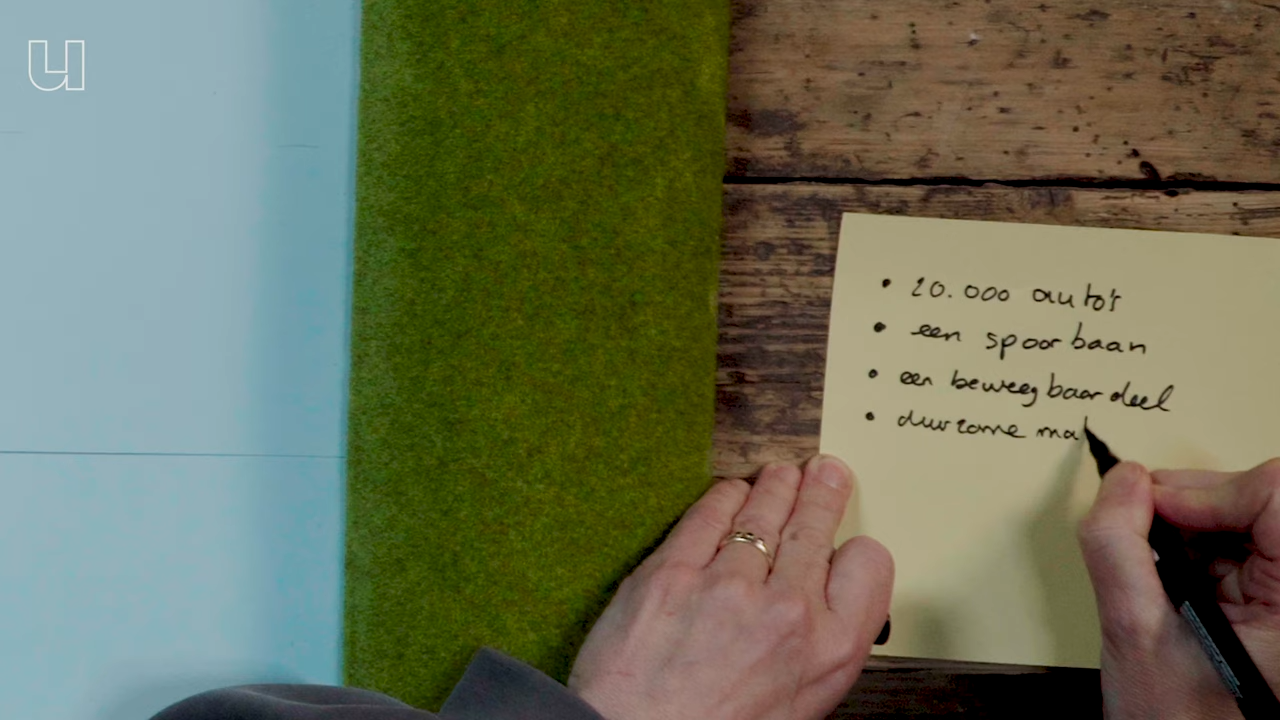 u
• 20.000 auto's
• een spoorbaan
• een beweegbaar deel
• duurzame ma